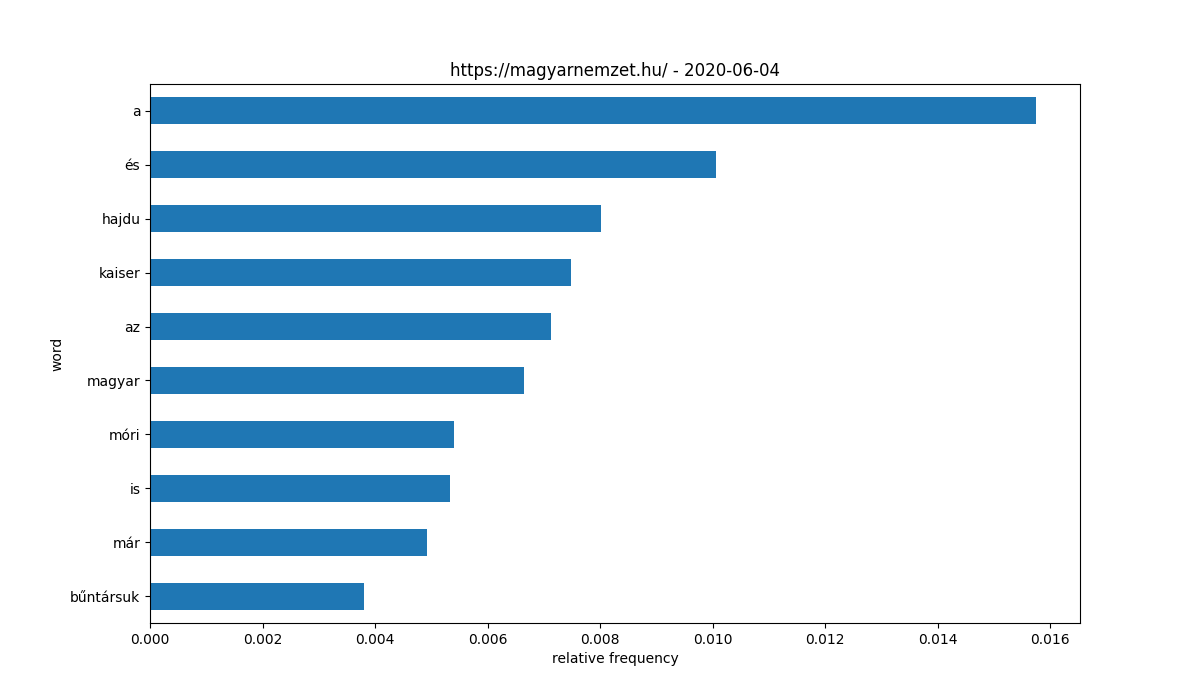 https://magyarnemzet.hu/ - 2020-06-04
a
és
hajdu
kaiser
az
magyar
móri
is
már
bűntársuk
word
0.000 0.002 0.004 0.006 0.008 0.010 0.012 0.014 0.016
relative frequency